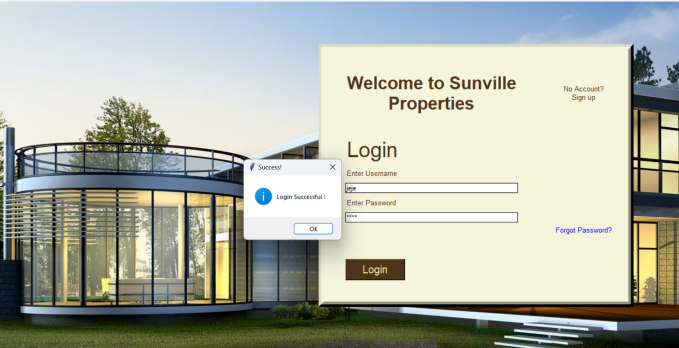 Welcome to Sunville
Properties
No Account?
Sign up
Login
Enter Username
jeje
Enter Password
****
Forgot Password?
Login
Success!
Login Successful !
OK